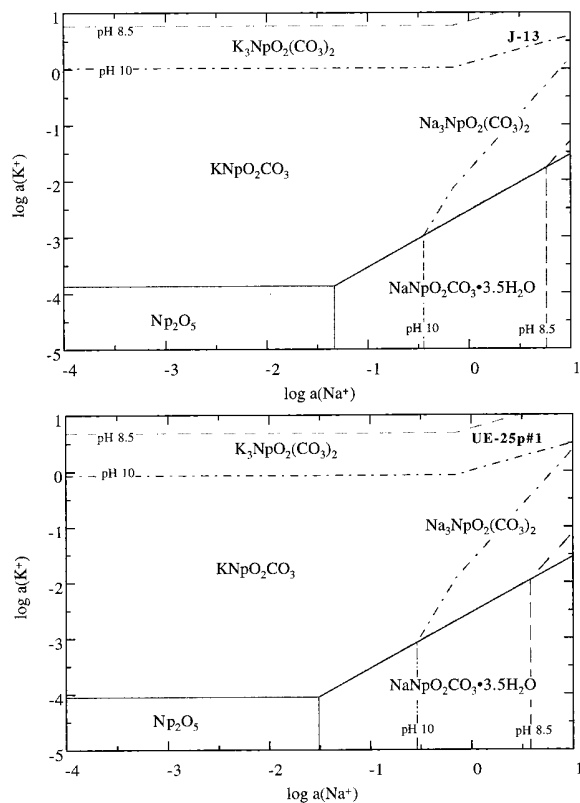 1
pH 8.5
K₃NpO₂(CO₃)₂
J-13
0
pH 10
Na₃NpO₂(CO₃)₂
-1
log a(K⁺)
KNpO₂CO₃
-2
-3
NaNpO₂CO₃•3.5H₂O
-4
Np₂O₅
pH 10
pH 8.5
-5
-4 -3 -2 -1 0 1
log a(Na⁺)
1
pH 8.5
K₃NpO₂(CO₃)₂
UE-25p#1
0
pH 10
Na₃NpO₂(CO₃)₂
-1
log a(K⁺)
KNpO₂CO₃
-2
-3
NaNpO₂CO₃•3.5H₂O
-4
Np₂O₅
pH 10
pH 8.5
-5
-4 -3 -2 -1 0 1
log a(Na⁺)